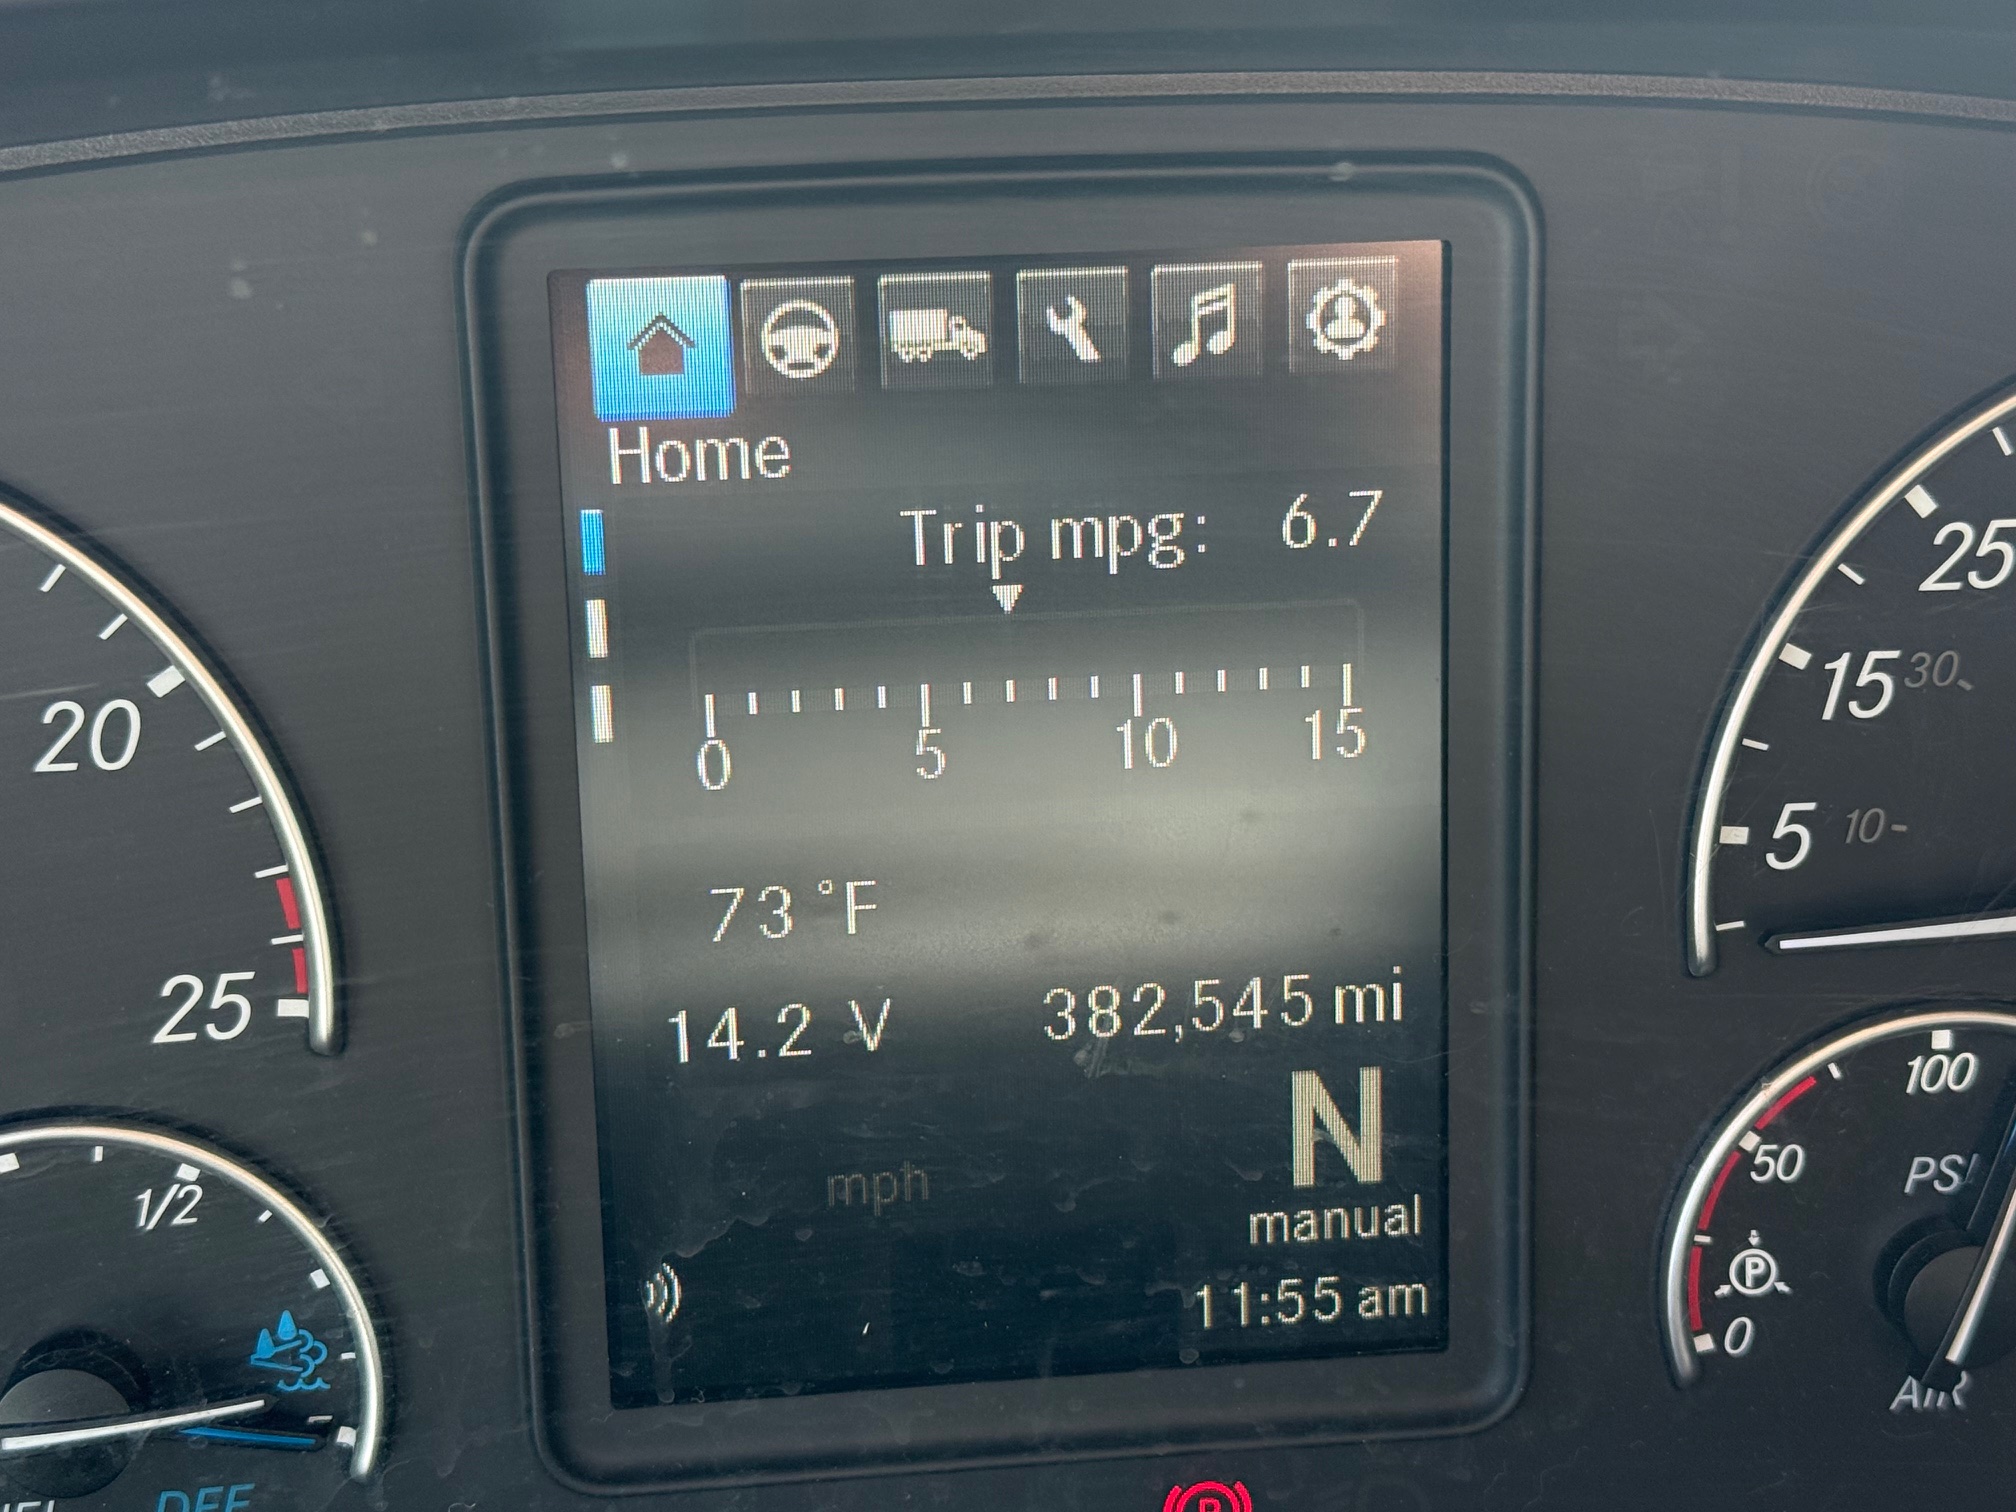 Home
Trip mpg: 6.7
0 5 10 15
73 °F
14.2 V 382,545 mi
N
manual
mph
11:55 am
20
25
1/2
DEF
25
15 30
5 10
100
50
PSI
P
0
AIR
P